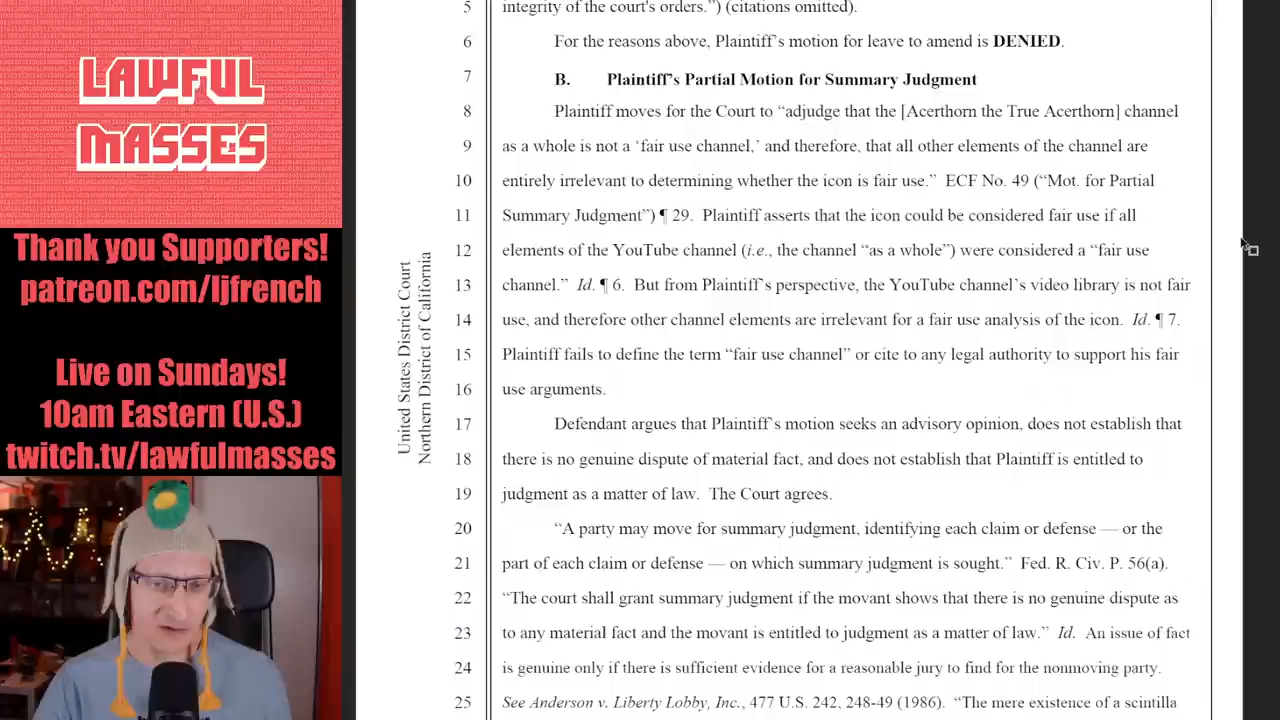 LAWFUL
MASSES
Thank you Supporters!
patreon.com/ljfrench
Live on Sundays!
10am Eastern (U.S.)
twitch.tv/lawfulmasses
United States District Court
Northern District of California
5 integrity of the court's orders.”) (citations omitted).
6 For the reasons above, Plaintiff’s motion for leave to amend is DENIED.
7 B. Plaintiff’s Partial Motion for Summary Judgment
8 Plaintiff moves for the Court to “adjudge that the [Acerthorn the True Acerthorn] channel
9 as a whole is not a ‘fair use channel,’ and therefore, that all other elements of the channel are
10 entirely irrelevant to determining whether the icon is fair use.” ECF No. 49 (“Mot. for Partial
11 Summary Judgment”) ¶ 29. Plaintiff asserts that the icon could be considered fair use if all
12 elements of the YouTube channel (i.e., the channel “as a whole”) were considered a “fair use
13 channel.” Id. ¶ 6. But from Plaintiff’s perspective, the YouTube channel’s video library is not fair
14 use, and therefore other channel elements are irrelevant for a fair use analysis of the icon. Id. ¶ 7.
15 Plaintiff fails to define the term “fair use channel” or cite to any legal authority to support his fair
16 use arguments.
17 Defendant argues that Plaintiff’s motion seeks an advisory opinion, does not establish that
18 there is no genuine dispute of material fact, and does not establish that Plaintiff is entitled to
19 judgment as a matter of law. The Court agrees.
20 “A party may move for summary judgment, identifying each claim or defense — or the
21 part of each claim or defense — on which summary judgment is sought.” Fed. R. Civ. P. 56(a).
22 “The court shall grant summary judgment if the movant shows that there is no genuine dispute as
23 to any material fact and the movant is entitled to judgment as a matter of law.” Id. An issue of fact
24 is genuine only if there is sufficient evidence for a reasonable jury to find for the nonmoving party.
25 See Anderson v. Liberty Lobby, Inc., 477 U.S. 242, 248-49 (1986). “The mere existence of a scintilla